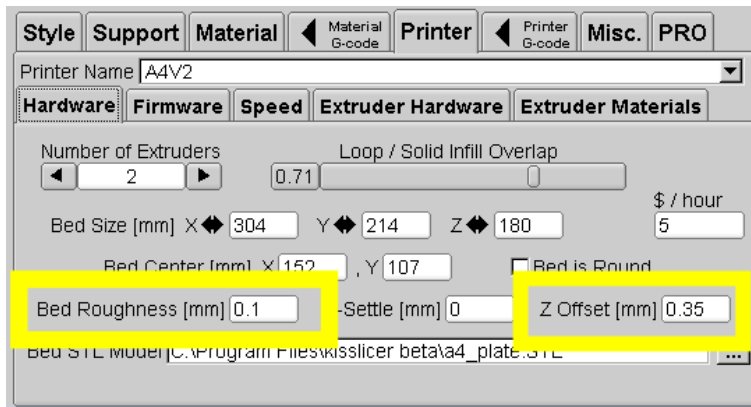 Style Support Material Material G-code Printer Printer G-code Misc. PRO
Printer Name A4V2
Hardware Firmware Speed Extruder Hardware Extruder Materials
Number of Extruders Loop / Solid Infill Overlap
2 0.71
$ / hour
Bed Size [mm] X 304 Y 214 Z 180 5
Bed Center [mm] X 152 , Y 107 Bed is Round
Bed Roughness [mm] 0.1 -Settle [mm] 0 Z Offset [mm] 0.35
Bed STL Model C:\Program Files\kisslicer beta\a4_plate.STL ...